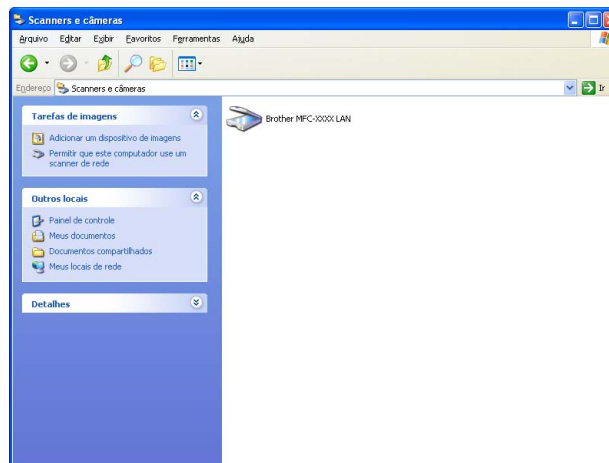 Scanners e câmeras
Arquivo Editar Exibir Favoritos Ferramentas Ajuda
Endereço Scanners e câmeras Ir
Tarefas de imagens
Adicionar um dispositivo de imagens
Permitir que este computador use um
scanner de rede
Outros locais
Painel de controle
Meus documentos
Documentos compartilhados
Meus locais de rede
Detalhes
Brother MFC-XXXX LAN